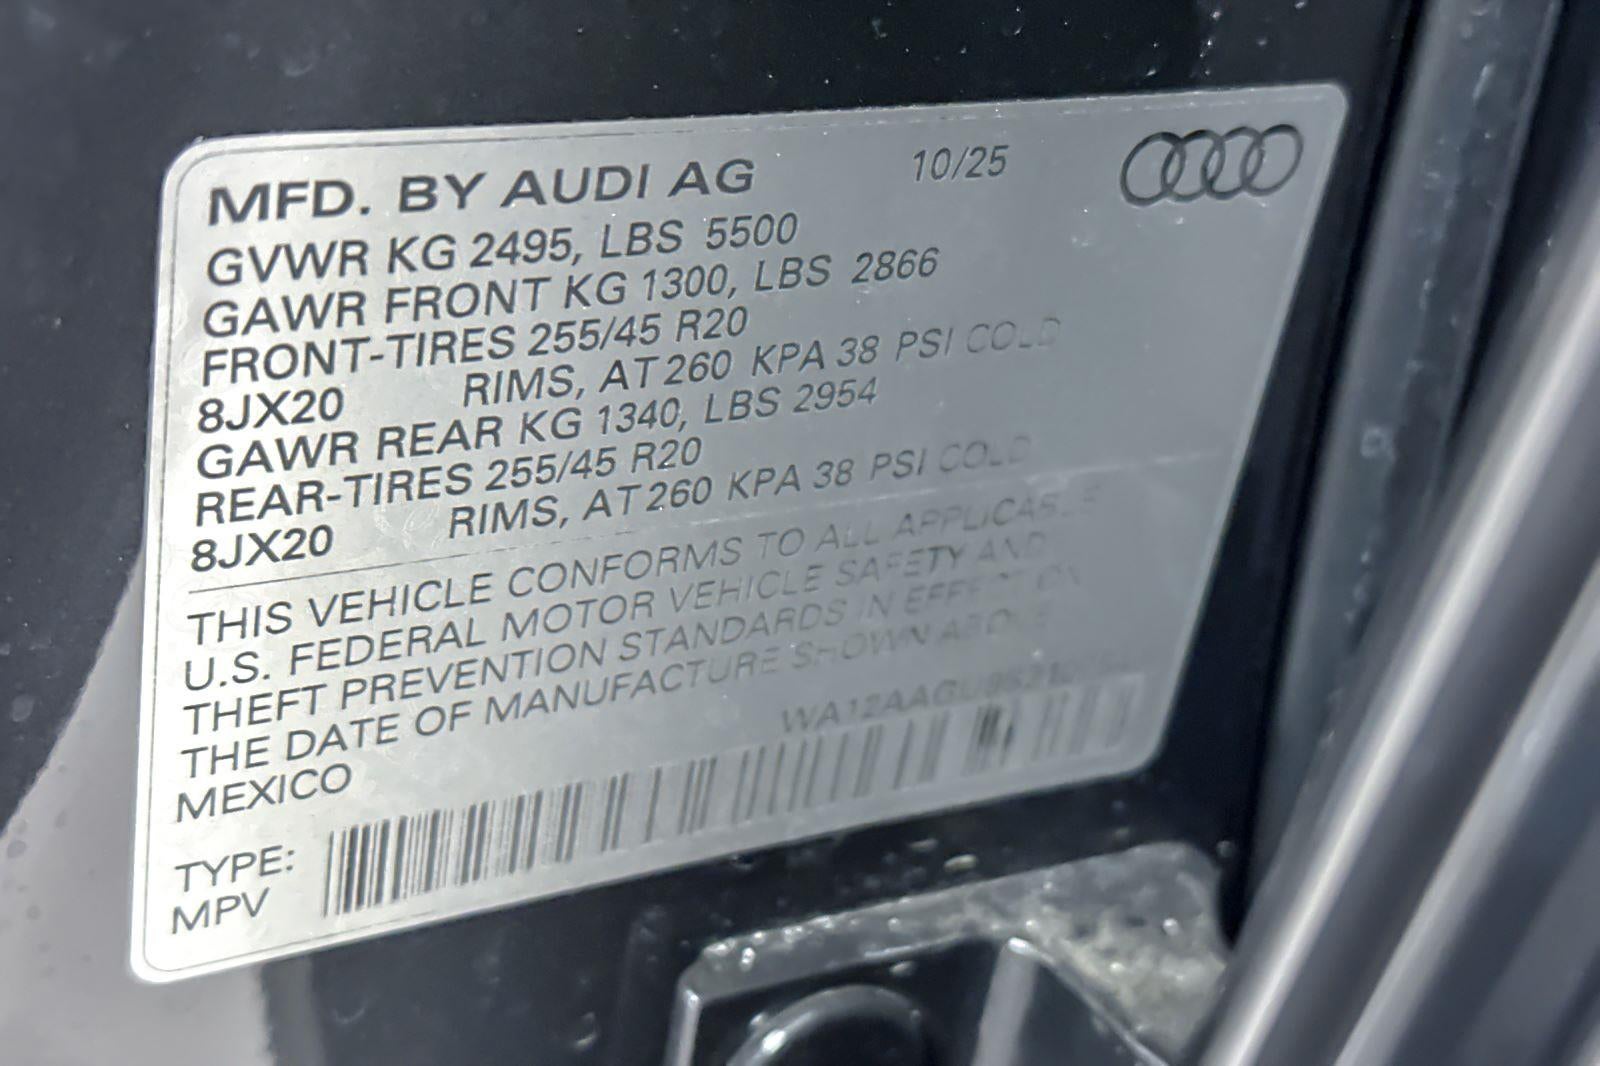 MFD. BY AUDI AG 10/25
GVWR KG 2495, LBS 5500
GAWR FRONT KG 1300, LBS 2866
FRONT-TIRES 255/45 R20
8JX20 RIMS, AT 260 KPA 38 PSI COLD
GAWR REAR KG 1340, LBS 2954
REAR-TIRES 255/45 R20
8JX20 RIMS, AT 260 KPA 38 PSI COLD
THIS VEHICLE CONFORMS TO ALL APPLICABLE
U.S. FEDERAL MOTOR VEHICLE SAFETY AND
THEFT PREVENTION STANDARDS IN EFFECT ON
THE DATE OF MANUFACTURE SHOWN ABOVE
MEXICO
TYPE:
MPV